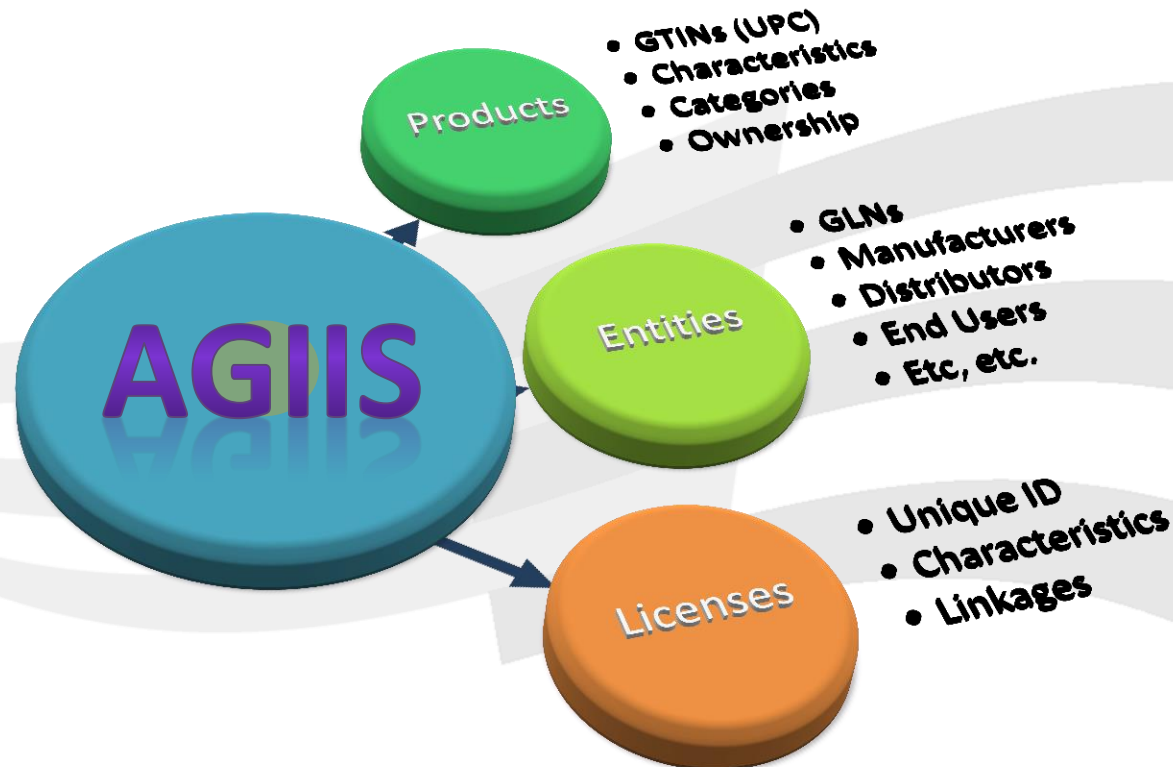 AGIIS
Products
• GTINs (UPC)
• Characteristics
• Categories
• Ownership
Entities
• GLNs
• Manufacturers
• Distributors
• End Users
• Etc, etc.
Licenses
• Unique ID
• Characteristics
• Linkages